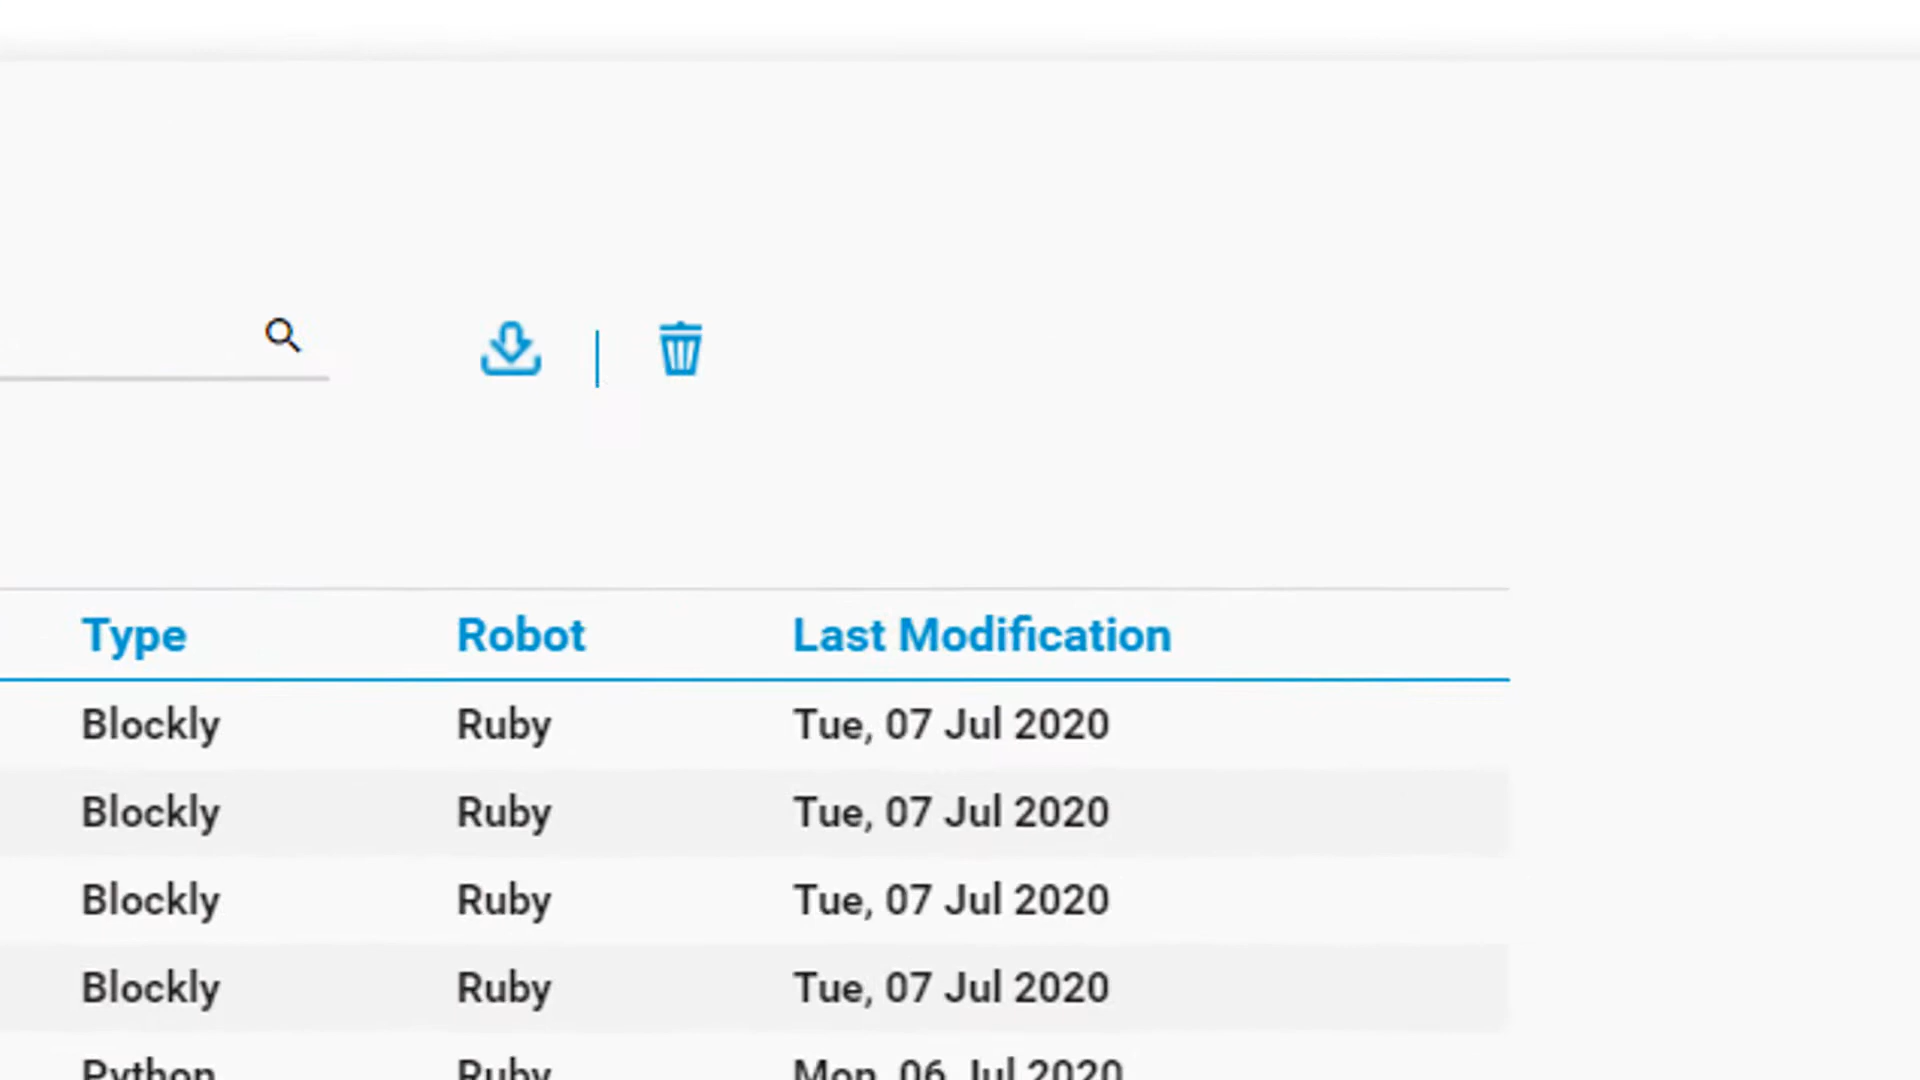 Type Robot Last Modification
Blockly Ruby Tue, 07 Jul 2020
Blockly Ruby Tue, 07 Jul 2020
Blockly Ruby Tue, 07 Jul 2020
Blockly Ruby Tue, 07 Jul 2020
Python Ruby Mon, 06 Jul 2020